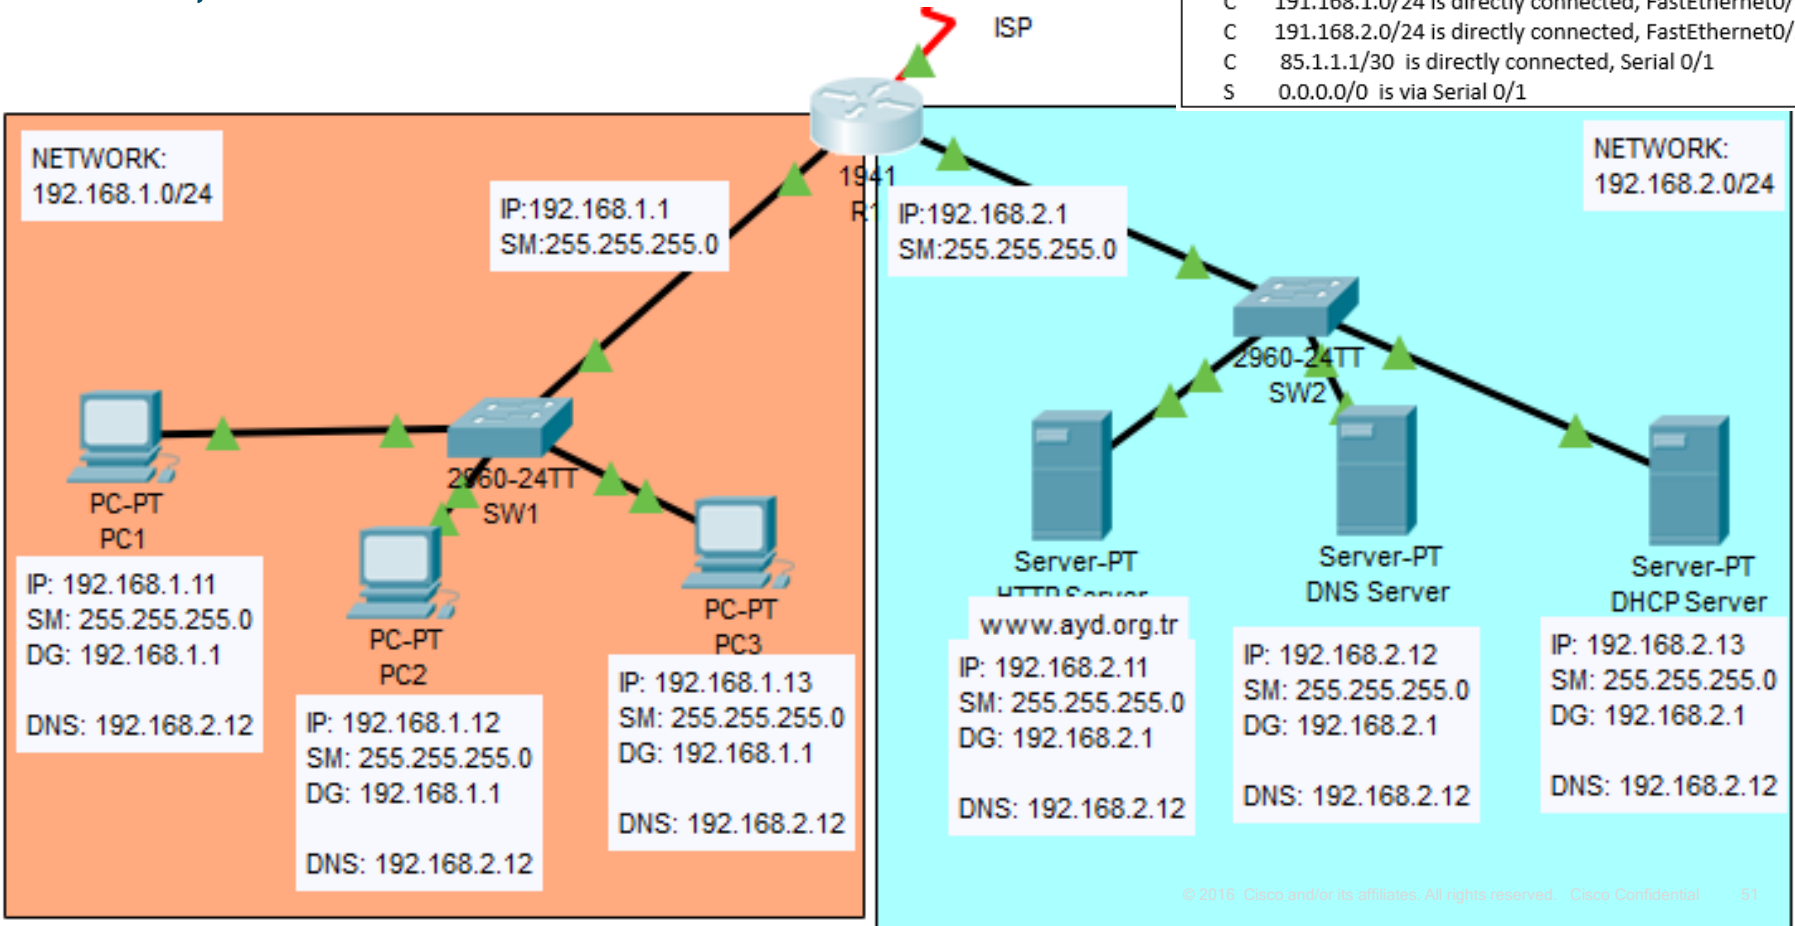 ISP
C 191.168.1.0/24 is directly connected, FastEthernet0/
C 191.168.2.0/24 is directly connected, FastEthernet0/
C 85.1.1.1/30 is directly connected, Serial 0/1
S 0.0.0.0/0 is via Serial 0/1
NETWORK:
192.168.1.0/24
1941
R1
IP:192.168.1.1
SM:255.255.255.0
IP:192.168.2.1
SM:255.255.255.0
NETWORK:
192.168.2.0/24
2960-24TT
SW2
2960-24TT
SW1
PC-PT
PC1
IP: 192.168.1.11
SM: 255.255.255.0
DG: 192.168.1.1
DNS: 192.168.2.12
PC-PT
PC2
IP: 192.168.1.12
SM: 255.255.255.0
DG: 192.168.1.1
DNS: 192.168.2.12
PC-PT
PC3
IP: 192.168.1.13
SM: 255.255.255.0
DG: 192.168.1.1
DNS: 192.168.2.12
Server-PT
HTTP Server
www.ayd.org.tr
IP: 192.168.2.11
SM: 255.255.255.0
DG: 192.168.2.1
DNS: 192.168.2.12
Server-PT
DNS Server
IP: 192.168.2.12
SM: 255.255.255.0
DG: 192.168.2.1
DNS: 192.168.2.12
Server-PT
DHCP Server
IP: 192.168.2.13
SM: 255.255.255.0
DG: 192.168.2.1
DNS: 192.168.2.12
© 2016 Cisco and/or its affiliates. All rights reserved. Cisco Confidential 51